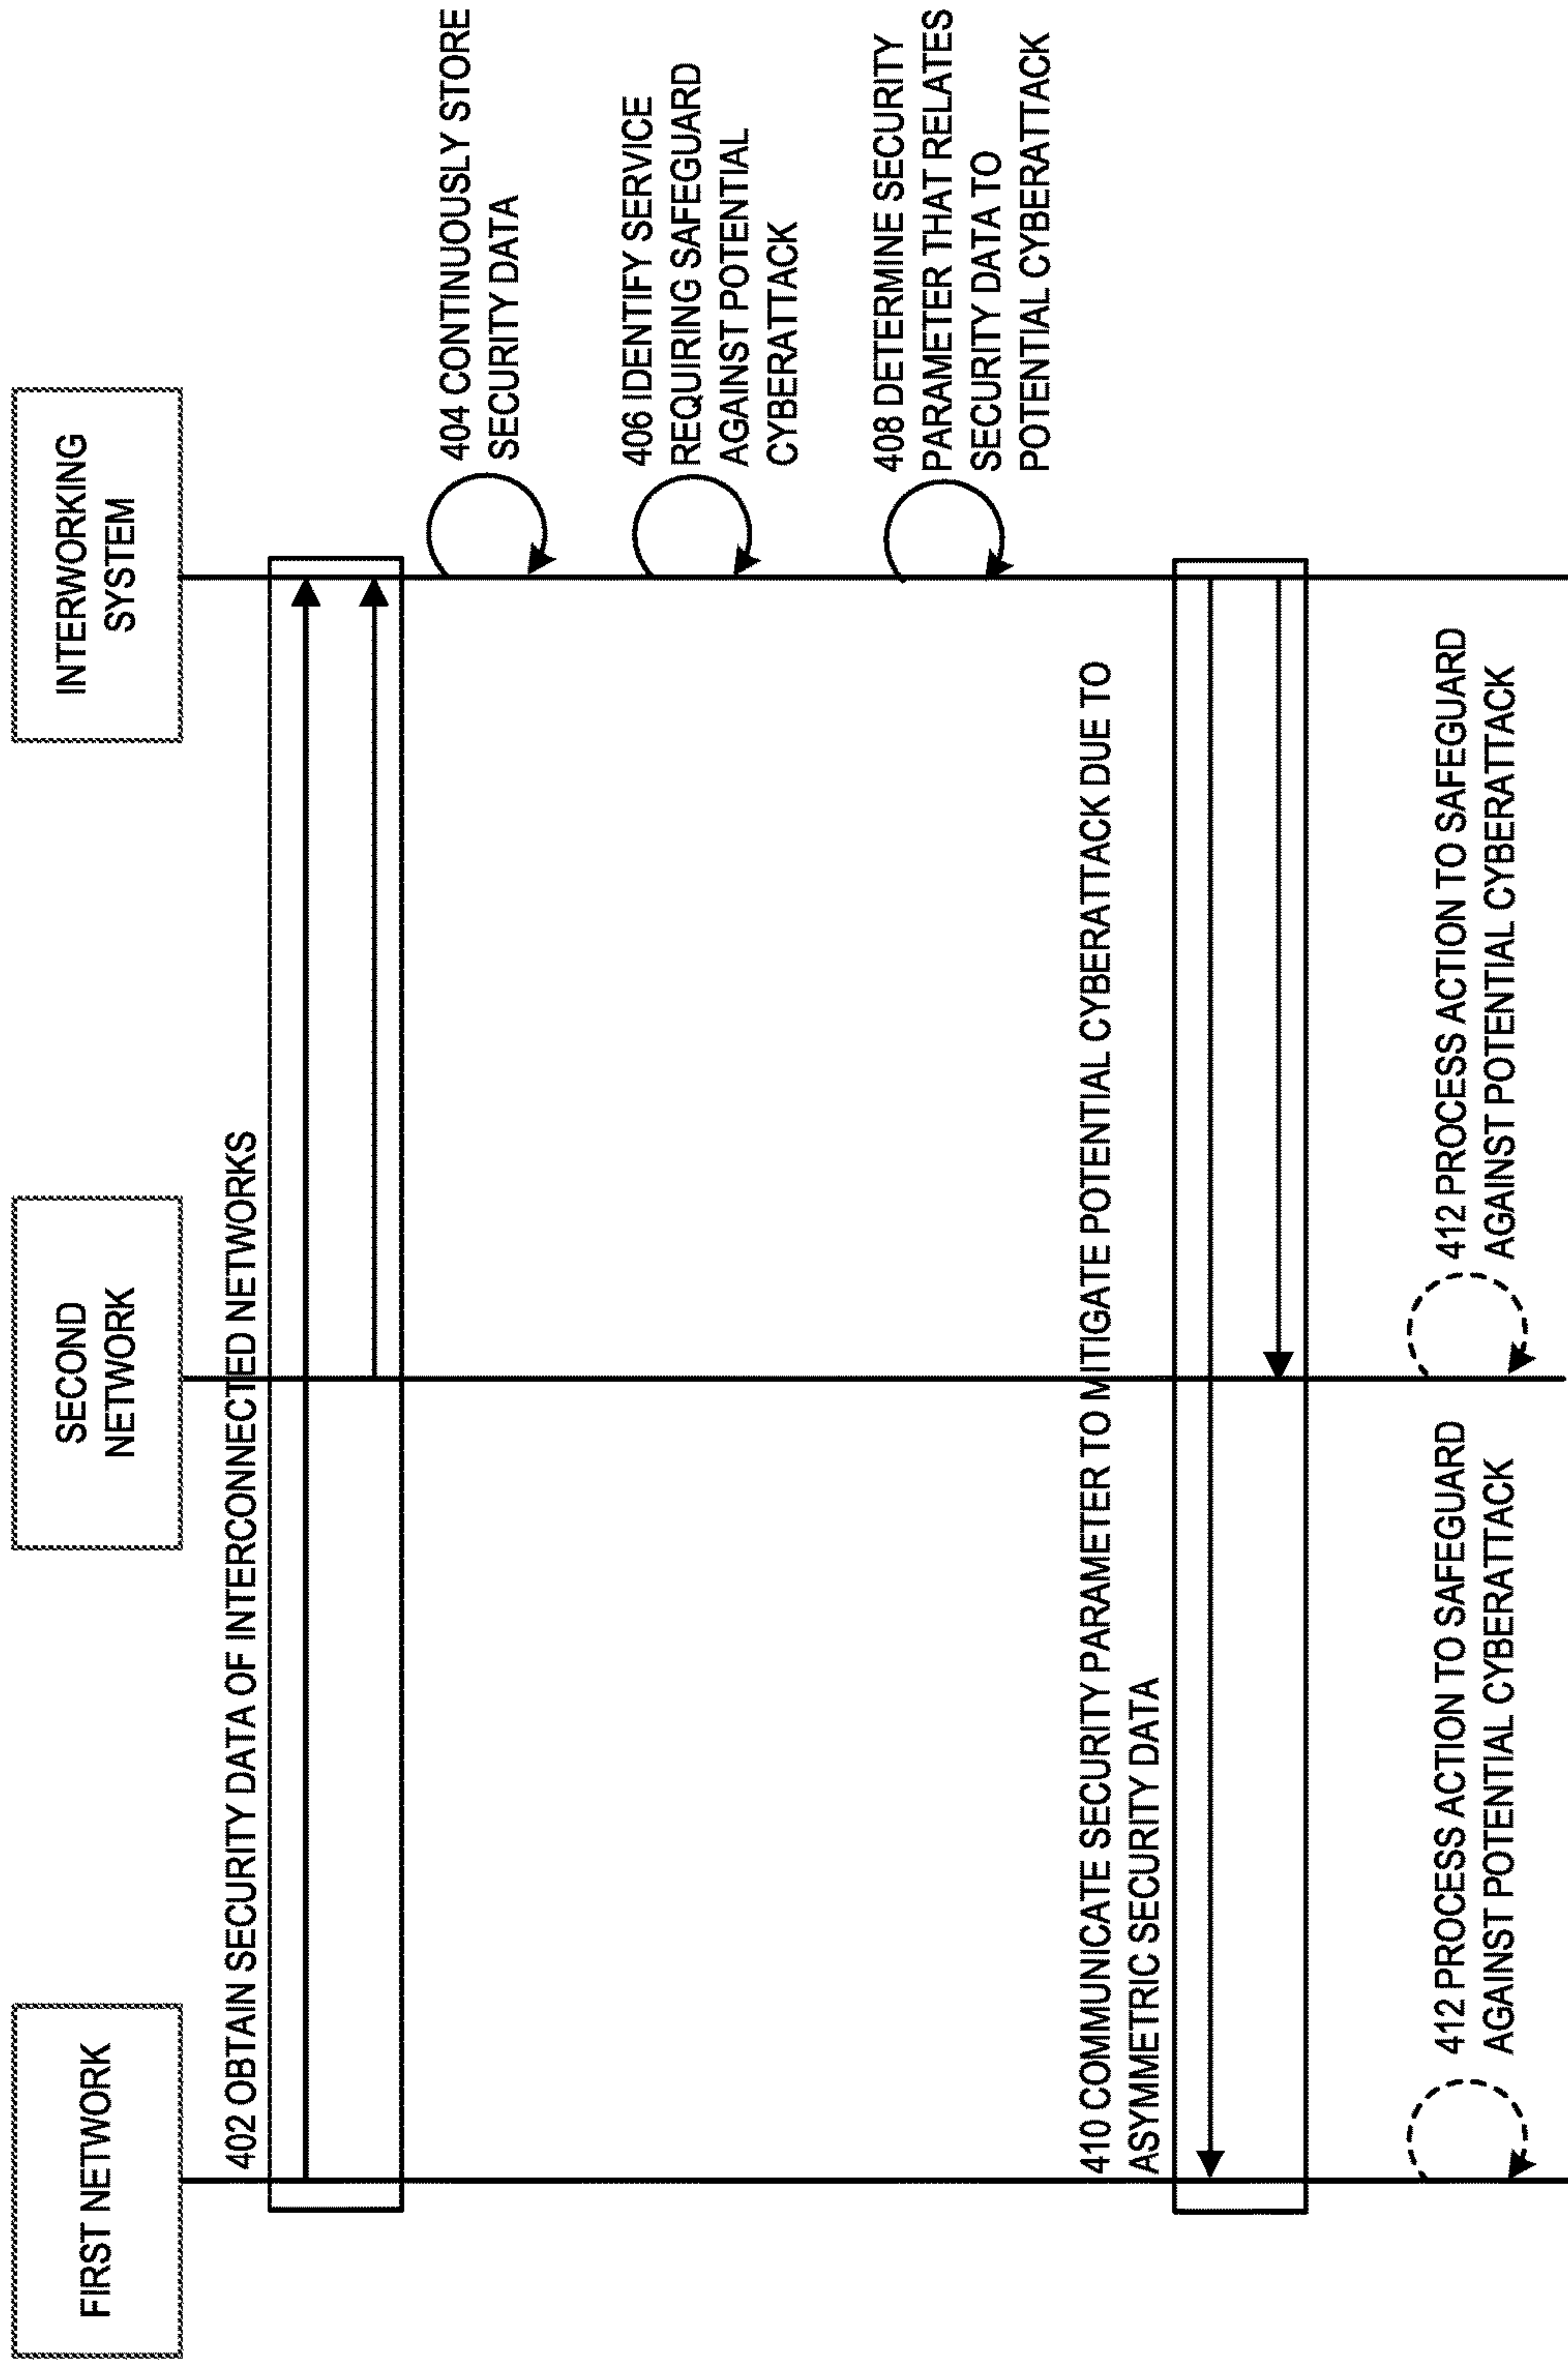 FIRST NETWORK
SECOND
NETWORK
INTERWORKING
SYSTEM
402 OBTAIN SECURITY DATA OF INTERCONNECTED NETWORKS
404 CONTINUOUSLY STORE
SECURITY DATA
406 IDENTIFY SERVICE
REQUIRING SAFEGUARD
AGAINST POTENTIAL
CYBERATTACK
408 DETERMINE SECURITY
PARAMETER THAT RELATES
SECURITY DATA TO
POTENTIAL CYBERATTACK
410 COMMUNICATE SECURITY PARAMETER TO MITIGATE POTENTIAL CYBERATTACK DUE TO
ASYMMETRIC SECURITY DATA
412 PROCESS ACTION TO SAFEGUARD
AGAINST POTENTIAL CYBERATTACK
412 PROCESS ACTION TO SAFEGUARD
AGAINST POTENTIAL CYBERATTACK